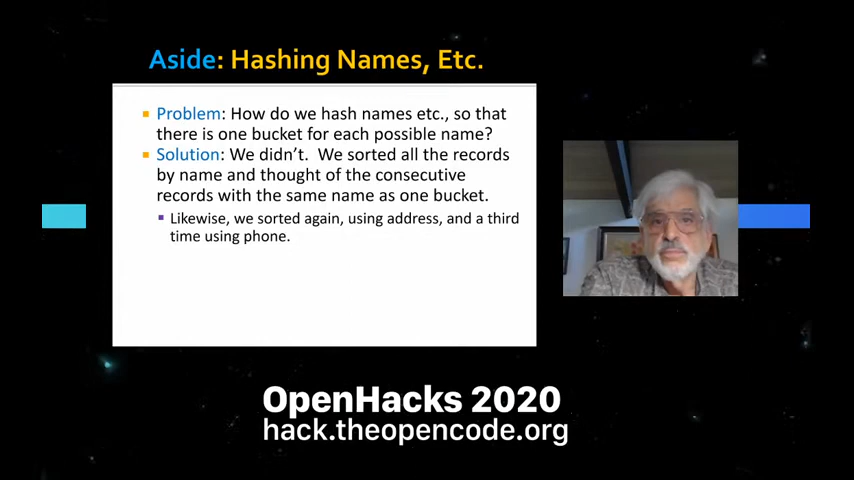 Aside: Hashing Names, Etc.
Problem: How do we hash names etc., so that
there is one bucket for each possible name?
Solution: We didn't.  We sorted all the records
by name and thought of the consecutive
records with the same name as one bucket.
Likewise, we sorted again, using address, and a third
time using phone.
OpenHacks 2020
hack.theopencode.org